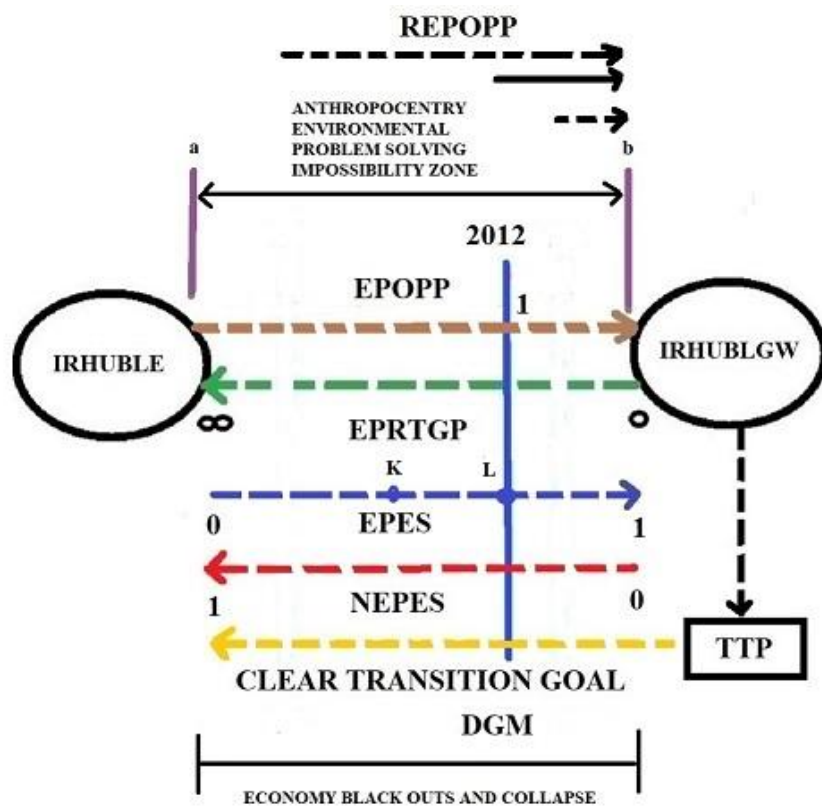 REPOPP
ANTHROPOCENTRY
ENVIRONMENTAL
PROBLEM SOLVING
IMPOSSIBILITY ZONE
a
b
2012
EPOPP
1
IRHUBLE
IRHUBLGW
∞
0
EPRTGP
K
L
0
EPES
1
1
NEPES
0
TTP
CLEAR TRANSITION GOAL
DGM
ECONOMY BLACK OUTS AND COLLAPSE